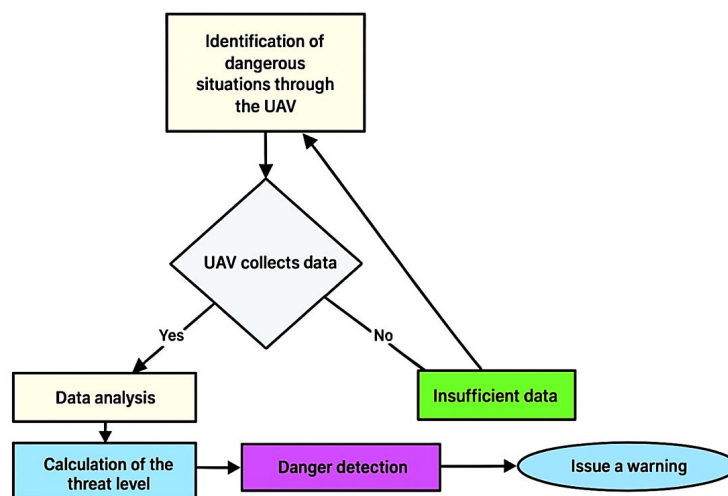 Identification of
dangerous
situations through
the UAV
UAV collects data
Yes
No
Data analysis
Insufficient data
Calculation of the
threat level
Danger detection
Issue a warning